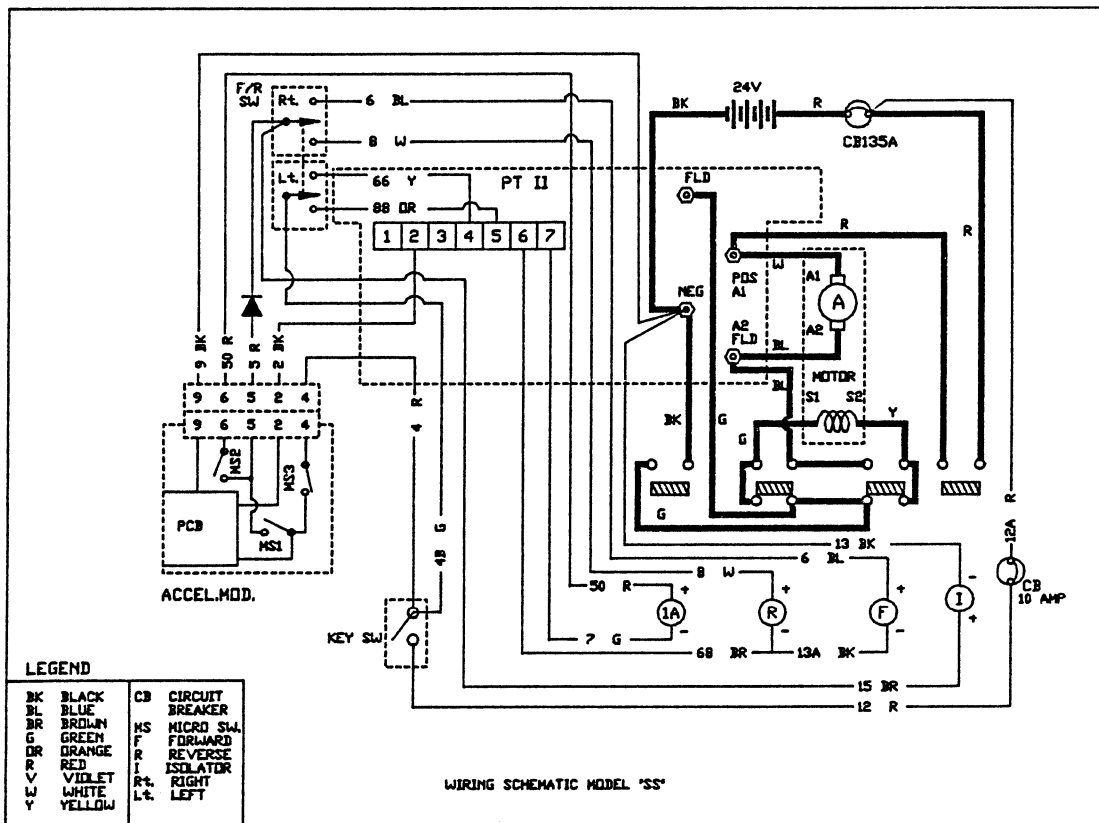 F/R
SW
Rt.
Lt.
6 BL
8 W
66 Y
88 OR
PT II
1 2 3 4 5 6 7
24V
BK
R
CB135A
FLD
R
R
POS
A1
W
A1
A
A2
A2
FLD
BL
BL
NEG
MOTOR
S1 S2
BK
G
G
Y
G
9 BK
50 R
5 R
2 BK
4 R
9 6 5 2 4
9 6 5 2 4
MS2
MS3
MS1
PCB
ACCEL.MOD.
4B G
KEY SW
13 BK
6 BL
8 W
50 R
1A
+
-
R
+
-
F
+
-
I
-
+
7 G
68 BR
13A BK
15 BR
12 R
12A R
CB
10 AMP
LEGEND
BK BLACK
BL BLUE
BR BROWN
G GREEN
OR ORANGE
R RED
V VIOLET
W WHITE
Y YELLOW
CB CIRCUIT
BREAKER
MS MICRO SW.
F FORWARD
R REVERSE
I ISOLATOR
Rt. RIGHT
Lt. LEFT
WIRING SCHEMATIC MODEL "SS"